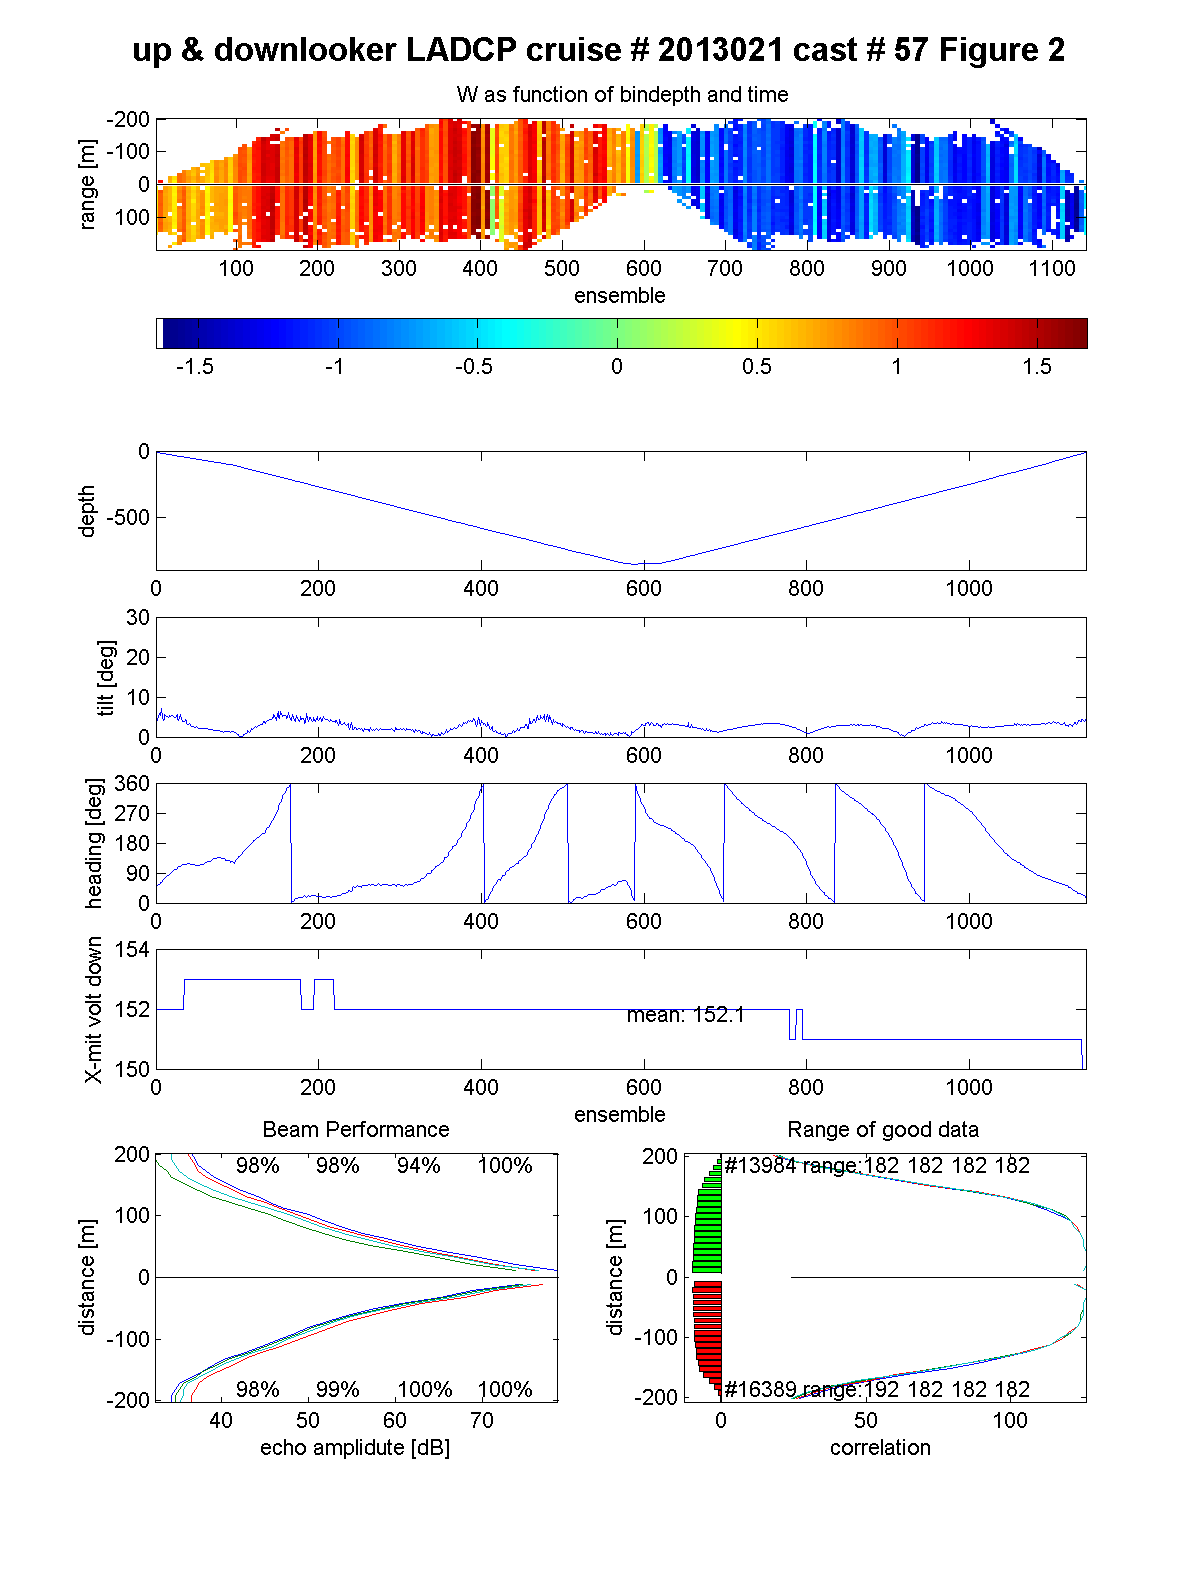 up & downlooker LADCP cruise # 2013021 cast # 57 Figure 2
W as function of bindepth and time
range [m]
-200
-100
0
100
100 200 300 400 500 600 700 800 900 1000 1100
ensemble
-1.5 -1 -0.5 0 0.5 1 1.5
depth
0
-500
0 200 400 600 800 1000
tilt [deg]
30
20
10
0
0 200 400 600 800 1000
heading [deg]
360
270
180
90
0
0 200 400 600 800 1000
X-mit volt down
154
152
150
mean: 152.1
0 200 400 600 800 1000
ensemble
Beam Performance
distance [m]
200
100
0
-100
-200
98% 98% 94% 100%
98% 99% 100% 100%
40 50 60 70
echo amplidute [dB]
Range of good data
distance [m]
200
100
0
-100
-200
#13984 range:182 182 182 182
#16389 range:192 182 182 182
0 50 100
correlation